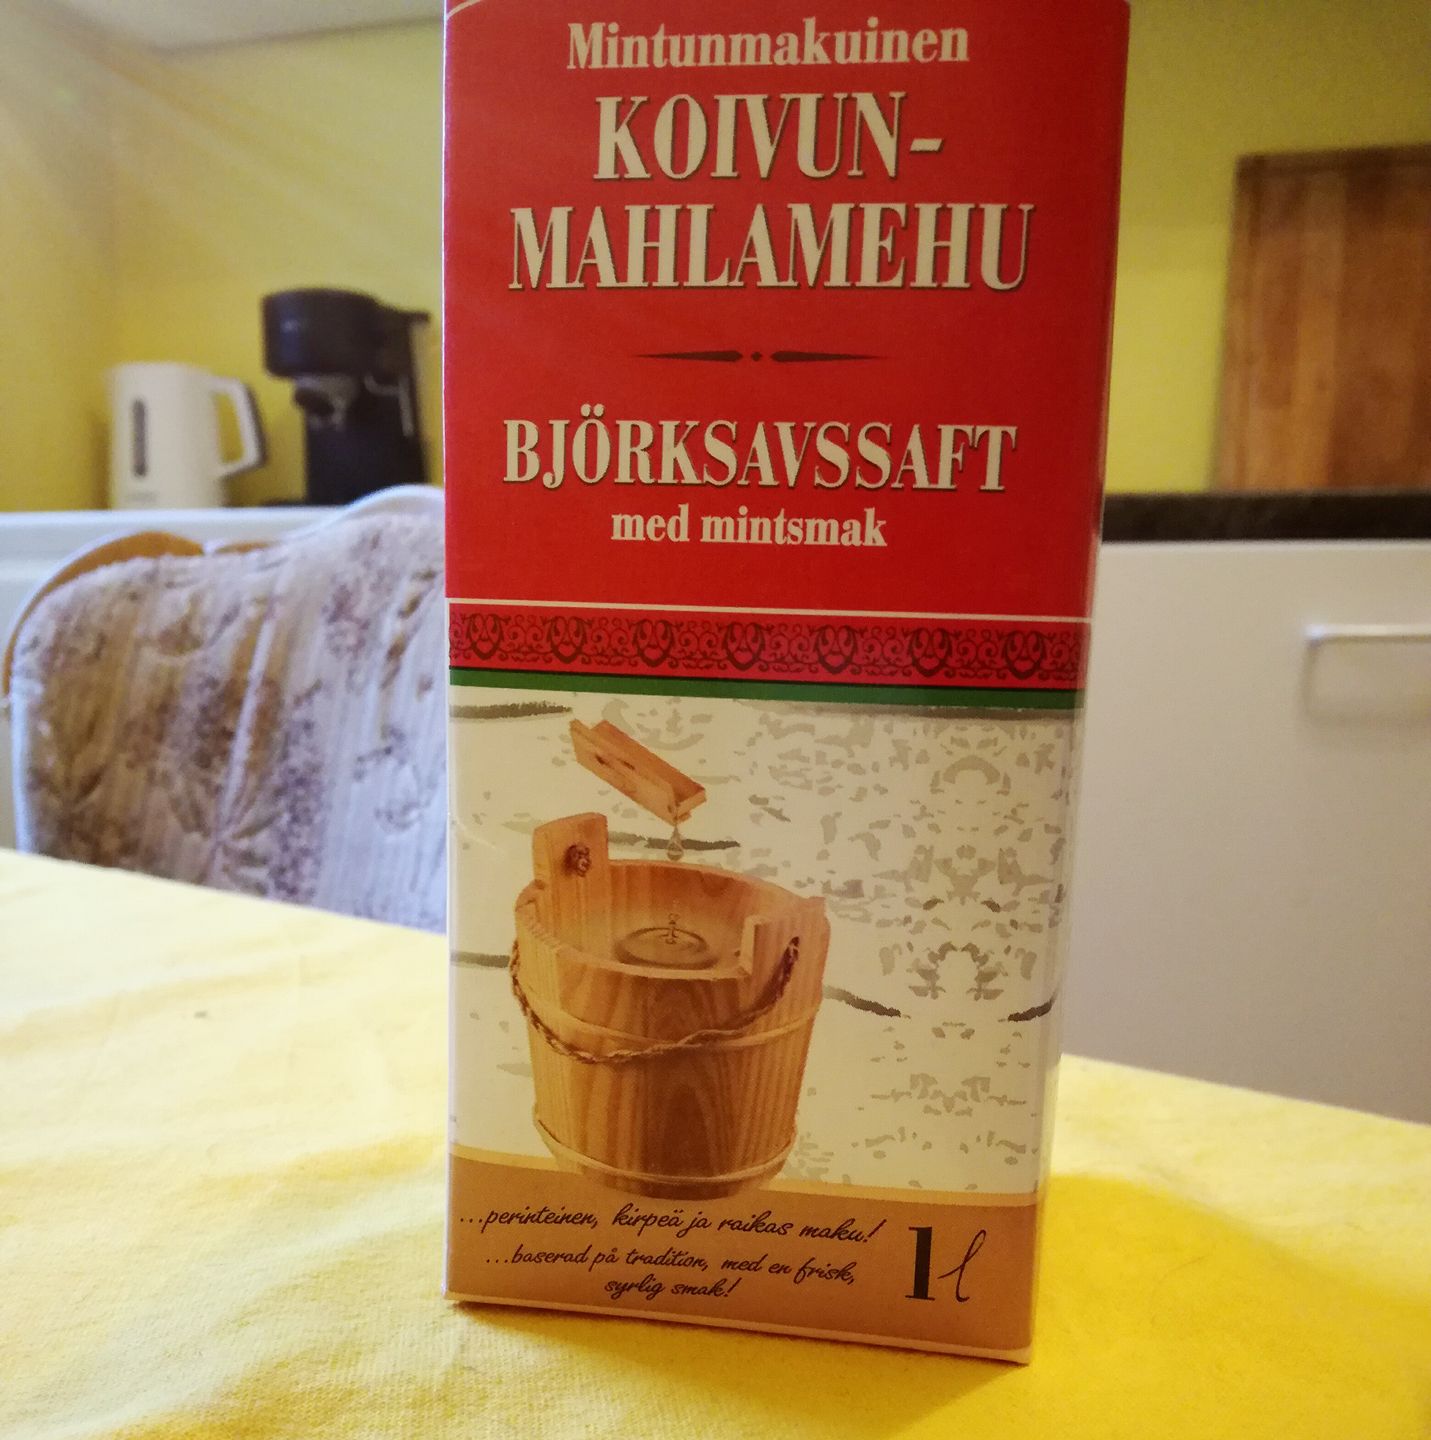 Mintunmakuinen
KOIVUN-
MAHLAMEHU
BJÖRKSAVSSAFT
med mintsmak
...perinteinen, kirpeä ja raikas maku!
...baserad på tradition, med en frisk,
syrlig smak!
1 l